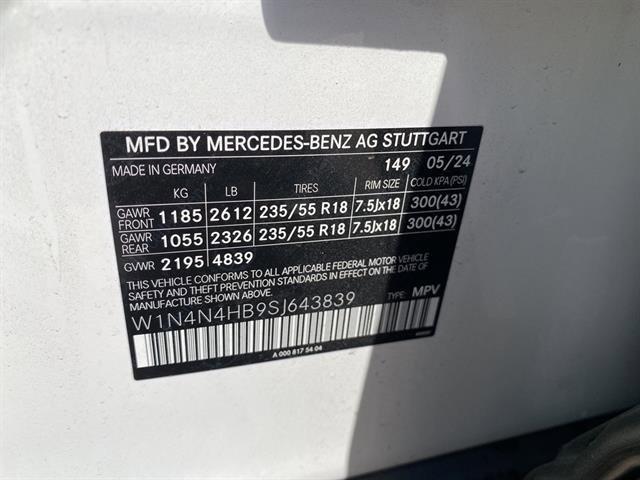 MFD BY MERCEDES-BENZ AG STUTTGART
MADE IN GERMANY 149 05/24
KG LB TIRES RIM SIZE COLD KPA(PSI)
GAWR FRONT 1185 2612 235/55 R18 7.5Jx18 300(43)
GAWR REAR 1055 2326 235/55 R18 7.5Jx18 300(43)
GVWR 2195 4839
THIS VEHICLE CONFORMS TO ALL APPLICABLE FEDERAL MOTOR VEHICLE
SAFETY BUMPER, AND THEFT PREVENTION STANDARDS IN EFFECT ON THE
DATE OF MANUFACTURE SHOWN ABOVE.
W1N4N4HB9SJ643839 TYPE: MPV
A 000 817 54 04